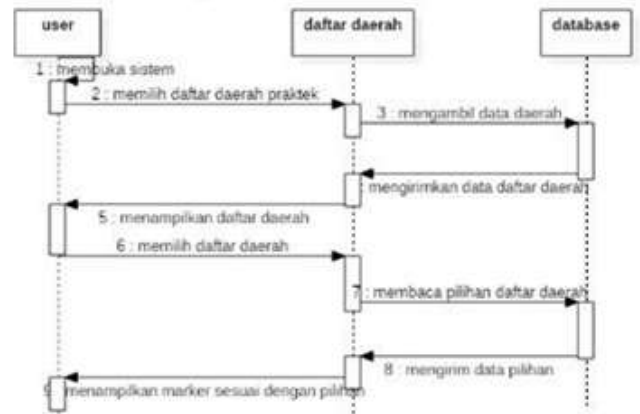 user
daftar daerah
database
1 : membuka sistem
2 : memilih daftar daerah praktek
3 : mengambil data daerah
mengirimkan data daftar daerah
5 : menampilkan daftar daerah
6 : memilih daftar daerah
7 : membaca pilihan daftar daerah
8 : mengirim data pilihan
9 : menampilkan marker sesuai dengan pilihan